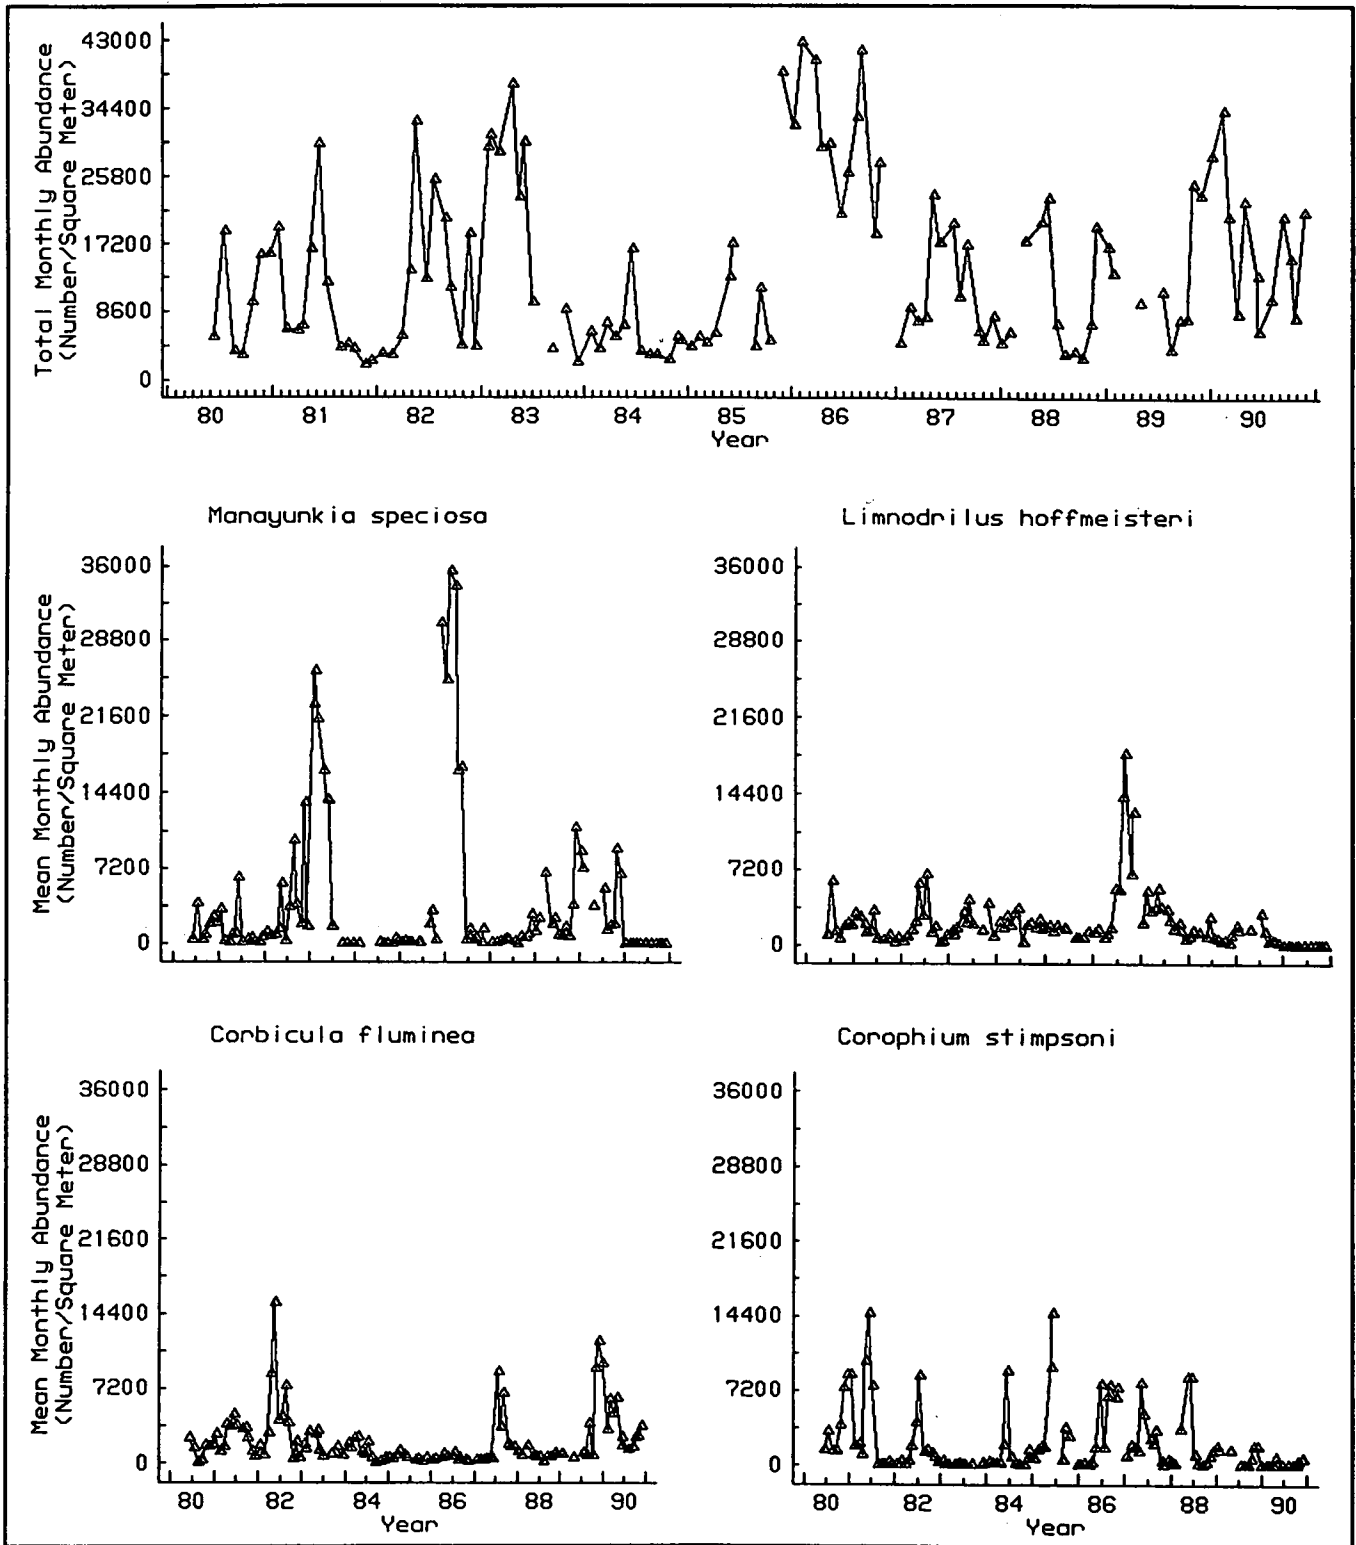 Total Monthly Abundance
(Number/Square Meter)
43000
34400
25800
17200
8600
0
80 81 82 83 84 85 86 87 88 89 90
Year
Manayunkia speciosa
Mean Monthly Abundance
(Number/Square Meter)
36000
28800
21600
14400
7200
0
Limnodrilus hoffmeisteri
36000
28800
21600
14400
7200
0
Corbicula fluminea
Mean Monthly Abundance
(Number/Square Meter)
36000
28800
21600
14400
7200
0
80 82 84 86 88 90
Year
Corophium stimpsoni
36000
28800
21600
14400
7200
0
80 82 84 86 88 90
Year